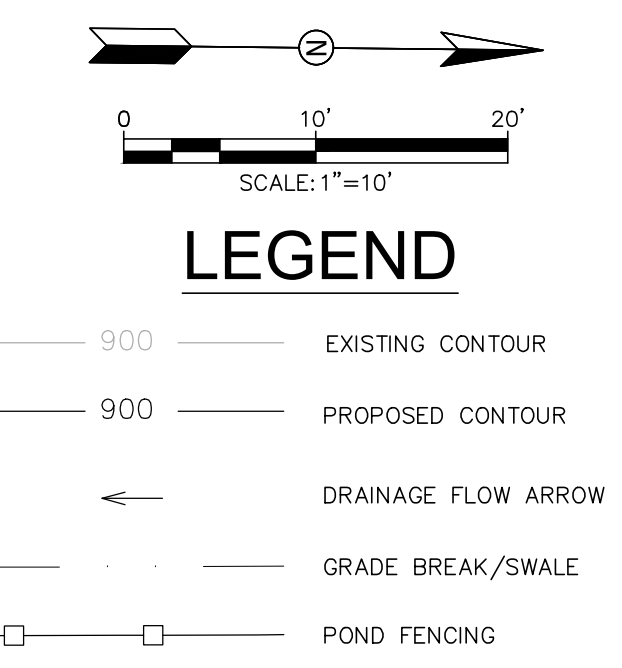 N
0 10' 20'
SCALE: 1"=10'
LEGEND
900 EXISTING CONTOUR
900 PROPOSED CONTOUR
DRAINAGE FLOW ARROW
GRADE BREAK/SWALE
POND FENCING